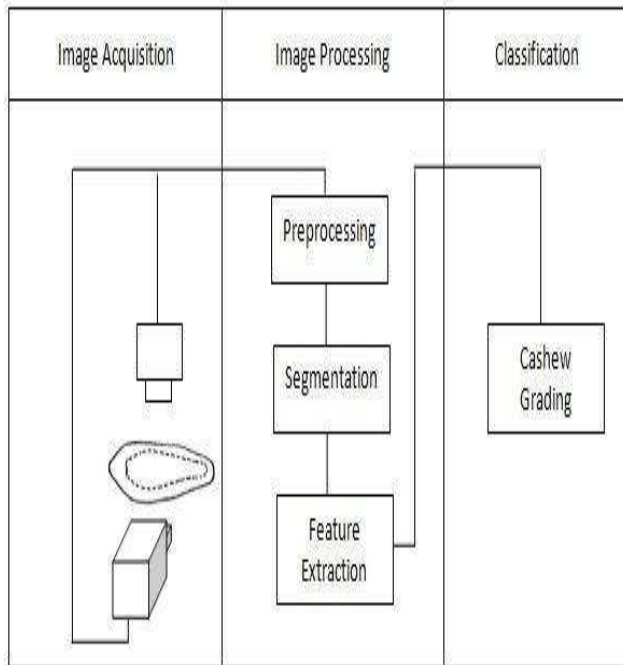 Image Acquisition
Image Processing
Classification
Preprocessing
Segmentation
Feature
Extraction
Cashew
Grading